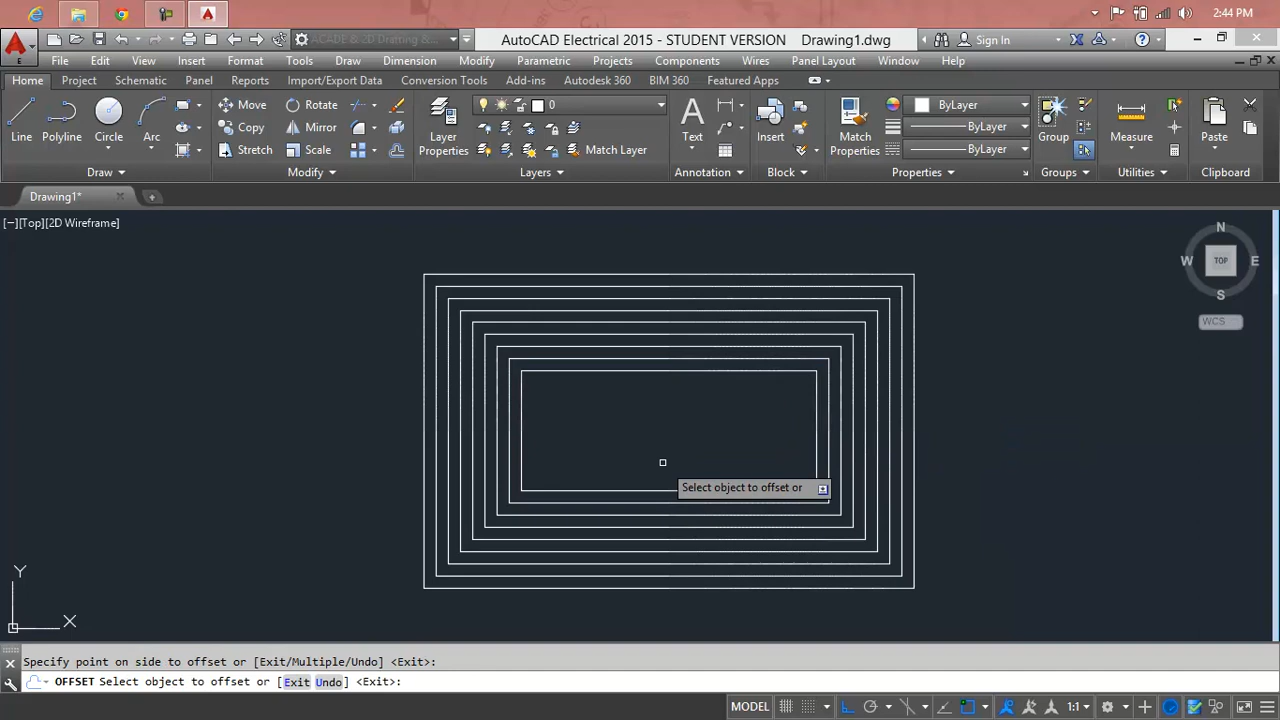 2:44 PM
ACADE & 2D Drafting &... AutoCAD Electrical 2015 - STUDENT VERSION Drawing1.dwg Sign In
E File Edit View Insert Format Tools Draw Dimension Modify Parametric Projects Components Wires Panel Layout Window Help
Home Project Schematic Panel Reports Import/Export Data Conversion Tools Add-ins Autodesk 360 BIM 360 Featured Apps
Move Rotate 0 ByLayer
Line Polyline Circle Arc Copy Mirror Layer Properties Text Insert Match Properties ByLayer Group Measure Paste
Stretch Scale Match Layer ByLayer
Draw Modify Layers Annotation Block Properties Groups Utilities Clipboard
Drawing1*
[−][Top][2D Wireframe]
N
W TOP E
S
WCS
Select object to offset or
Y
X
Specify point on side to offset or [Exit/Multiple/Undo] <Exit>:
OFFSET Select object to offset or [Exit Undo] <Exit>:
MODEL 1:1